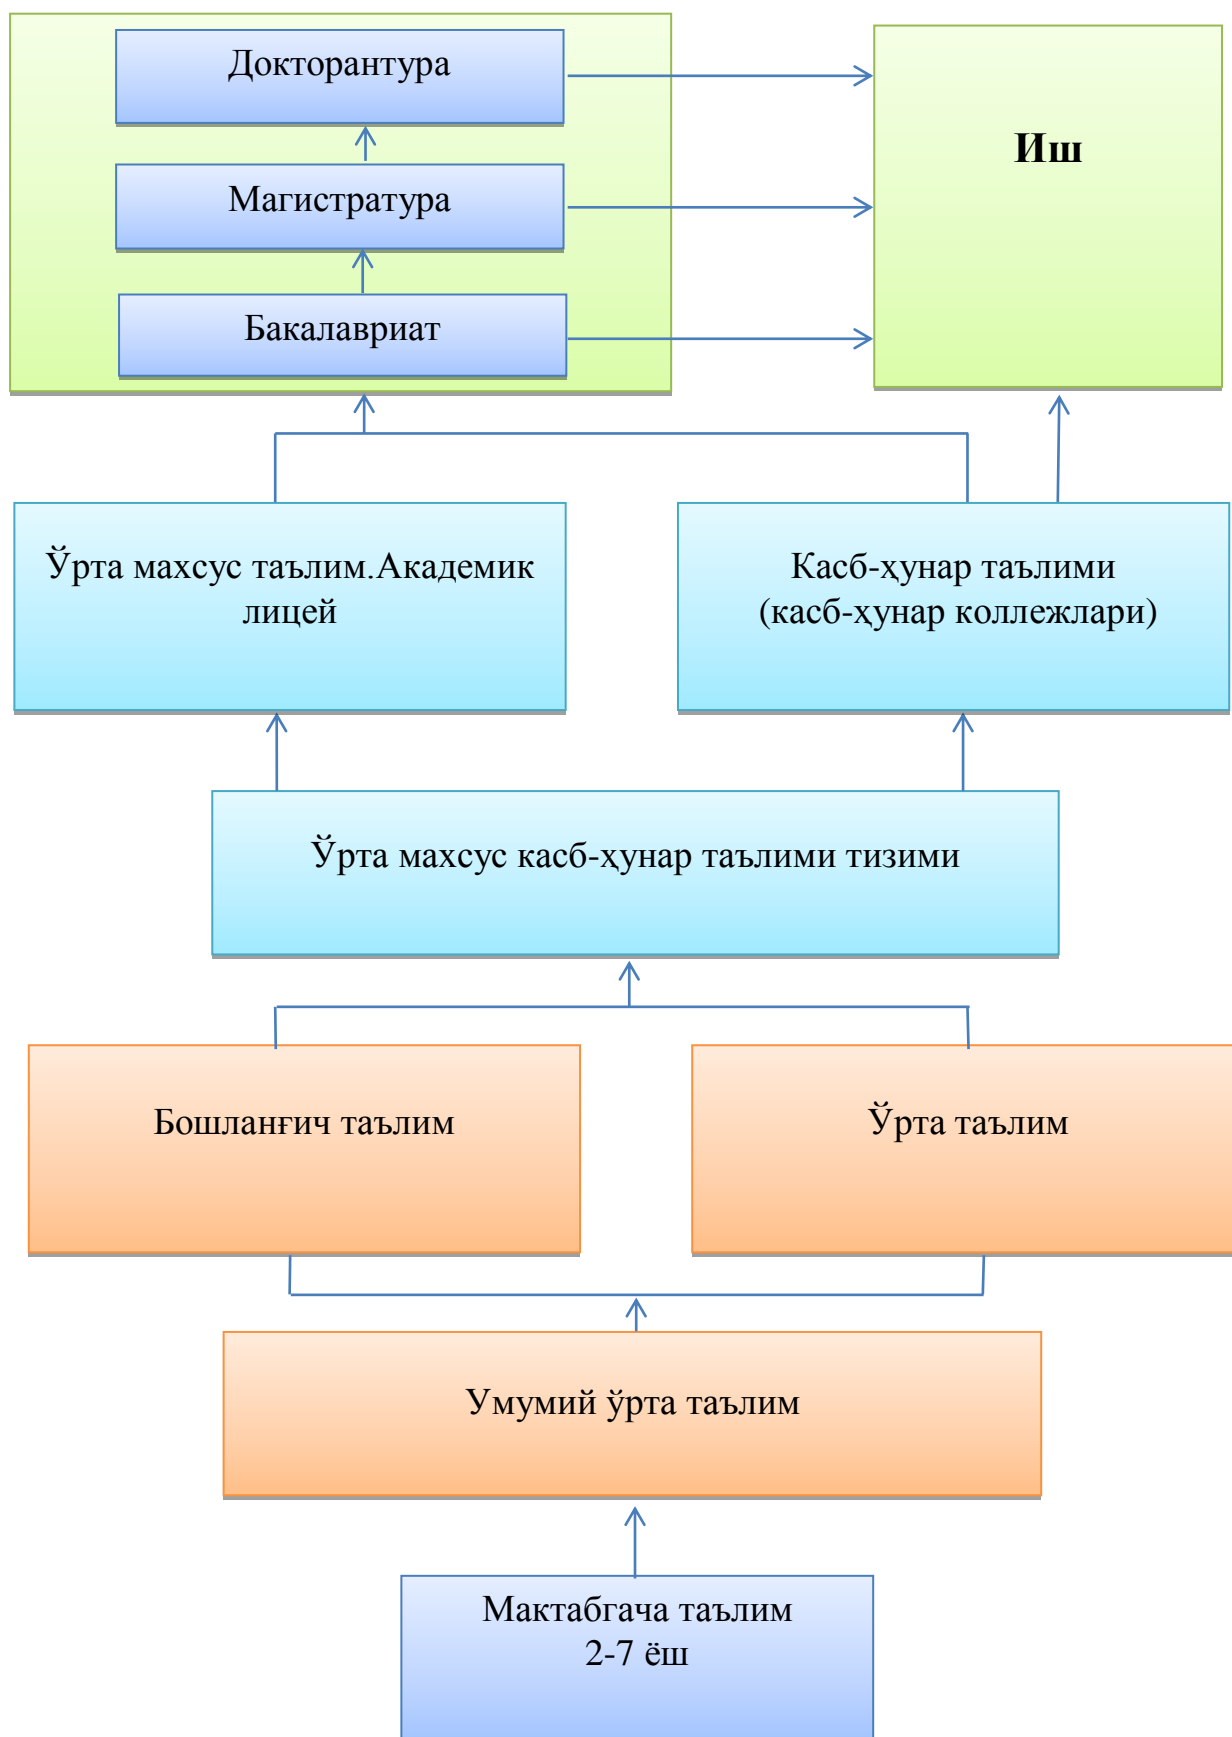 Докторантура
Иш
Магистратура
Бакалавриат
Ўрта махсус таълим.Академик
лицей
Касб-ҳунар таълими
(касб-ҳунар коллежлари)
Ўрта махсус касб-ҳунар таълими тизими
Бошланғич таълим
Ўрта таълим
Умумий ўрта таълим
Мактабгача таълим
2-7 ёш